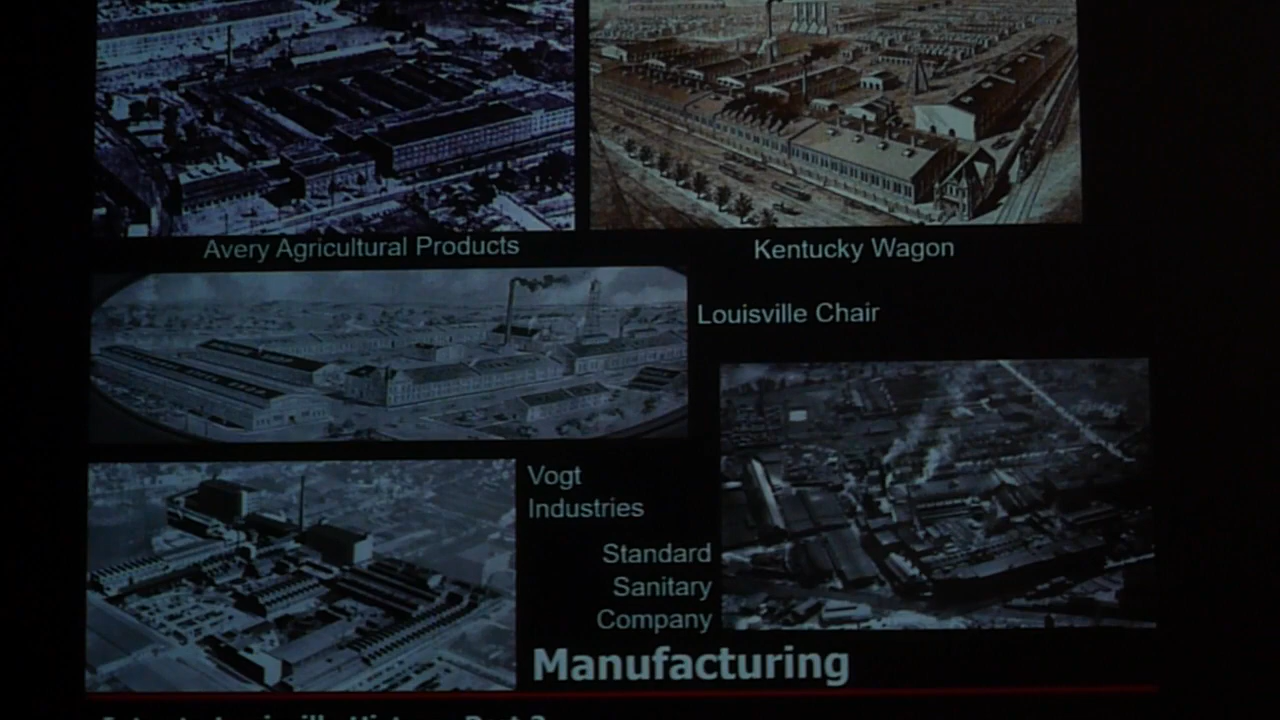 Avery Agricultural Products
Kentucky Wagon
Louisville Chair
Vogt
Industries
Standard
Sanitary
Company
Manufacturing